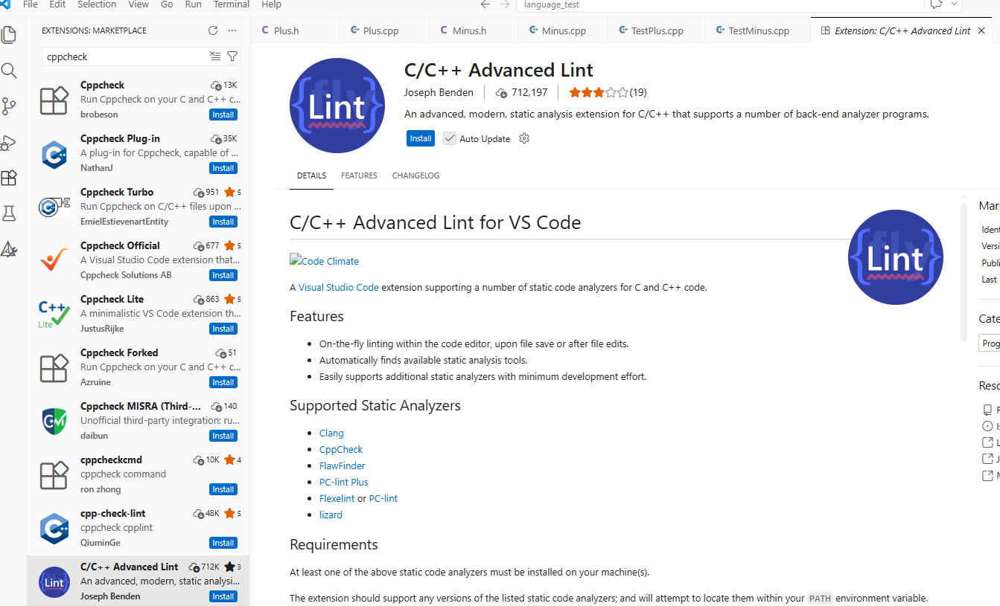 File Edit Selection View Go Run Terminal Help
language_test
EXTENSIONS: MARKETPLACE
cppcheck
Cppcheck 13K
Run Cppcheck on your C and C++ c...
brobeson Install
Cppcheck Plug-in 35K
A plug-in for Cppcheck, capable of ...
NathanJ Install
Cppcheck Turbo 951 5
Run Cppcheck on C/C++ files upon ...
EmielEstievenartEntity Install
Cppcheck Official 677 5
A Visual Studio Code extension that...
Cppcheck Solutions AB Install
C++ Lite
Cppcheck Lite 863 5
A minimalistic VS Code extension th...
JustusRijke Install
Cppcheck Forked 51
Run Cppcheck on your C and C++ c...
Azruine Install
Cppcheck MISRA (Third-... 140
Unofficial third-party integration: ru...
daibun Install
cppcheckcmd 10K 4
cppcheck command
ron zhong Install
cpp-check-lint 48K 5
cppcheck cpplint
QiuminGe Install
Lint
C/C++ Advanced Lint 712K 3
An advanced, modern, static analysi...
Joseph Benden Install
Plus.h Plus.cpp Minus.h Minus.cpp TestPlus.cpp TestMinus.cpp Extension: C/C++ Advanced Lint
{fly Lint}
C/C++ Advanced Lint
Joseph Benden 712,197 (19)
An advanced, modern, static analysis extension for C/C++ that supports a number of back-end analyzer programs.
Install Auto Update
DETAILS FEATURES CHANGELOG
C/C++ Advanced Lint for VS Code
{fly Lint}
Code Climate
A Visual Studio Code extension supporting a number of static code analyzers for C and C++ code.
Features
On-the-fly linting within the code editor, upon file save or after file edits.
Automatically finds available static analysis tools.
Easily supports additional static analyzers with minimum development effort.
Supported Static Analyzers
Clang
CppCheck
FlawFinder
PC-lint Plus
Flexelint or PC-lint
lizard
Requirements
At least one of the above static code analyzers must be installed on your machine(s).
The extension should support any versions of the listed static code analyzers; and will attempt to locate them within your PATH environment variable.
Mar
Ident
Versi
Publi
Last
Cate
Prog
Reso